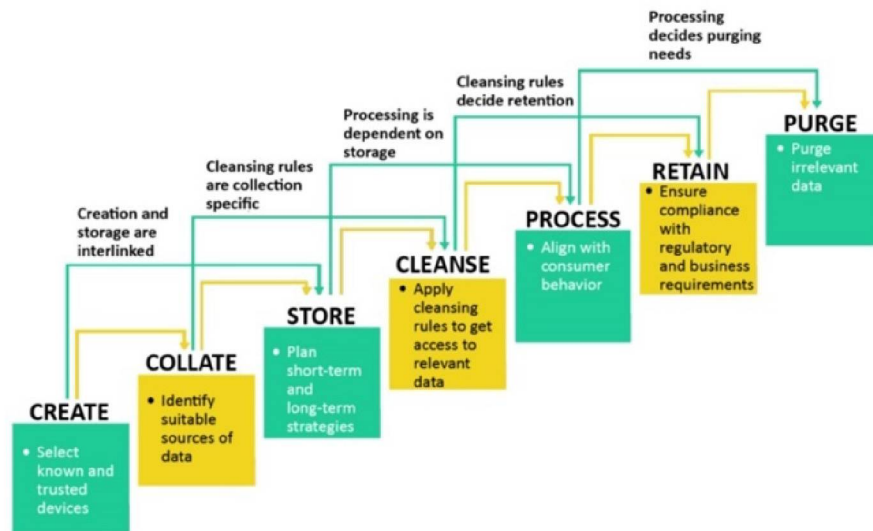 Processing
decides purging
needs
Cleansing rules
decide retention
PURGE
• Purge
irrelevant
data
Processing is
dependent on
storage
RETAIN
• Ensure
compliance
with
regulatory
and business
requirements
Cleansing rules
are collection
specific
PROCESS
• Align with
consumer
behavior
Creation and
storage are
interlinked
CLEANSE
• Apply
cleansing
rules to get
access to
relevant
data
STORE
• Plan
short-term
and
long-term
strategies
COLLATE
• Identify
suitable
sources of
data
CREATE
• Select
known and
trusted
devices